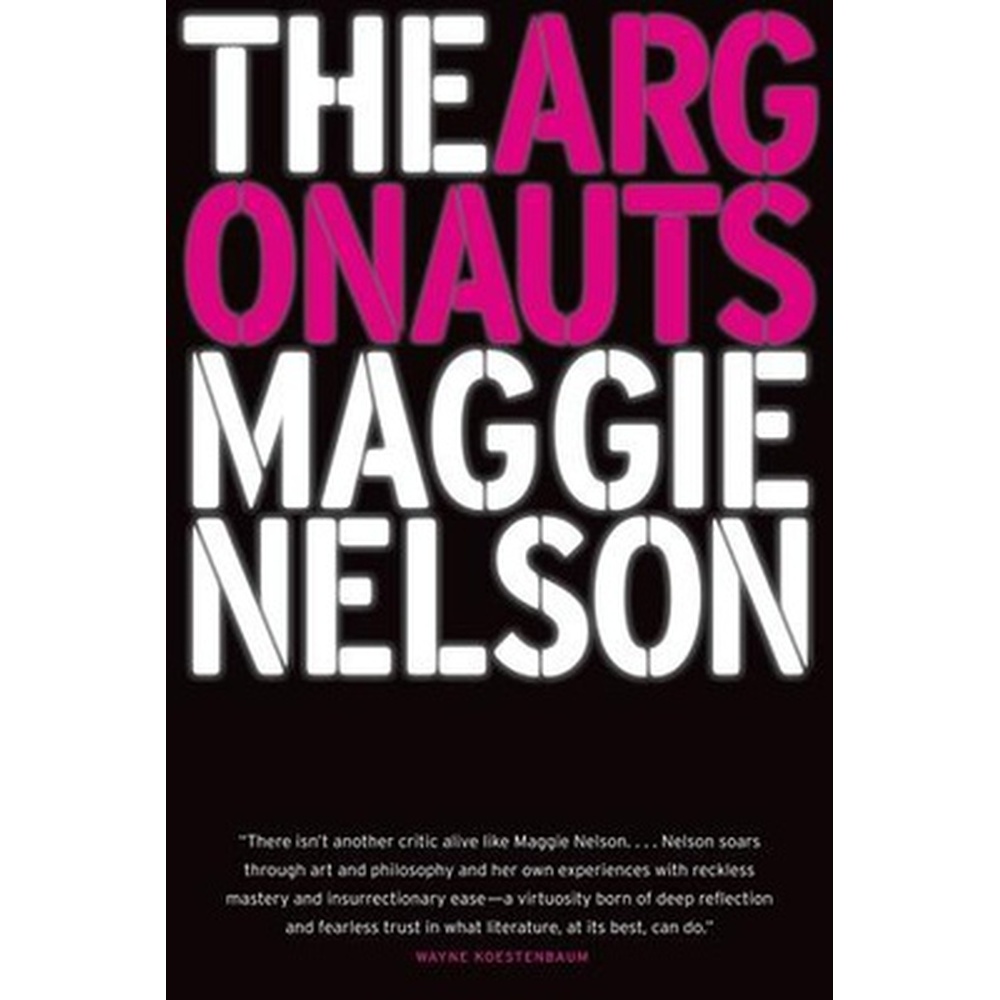 THE ARG
ONAUTS
MAGGIE
NELSON
"There isn't another critic alive like Maggie Nelson. . . . Nelson soars
through art and philosophy and her own experiences with reckless
mastery and insurrectionary ease—a virtuosity born of deep reflection
and fearless trust in what literature, at its best, can do."
WAYNE KOESTENBAUM